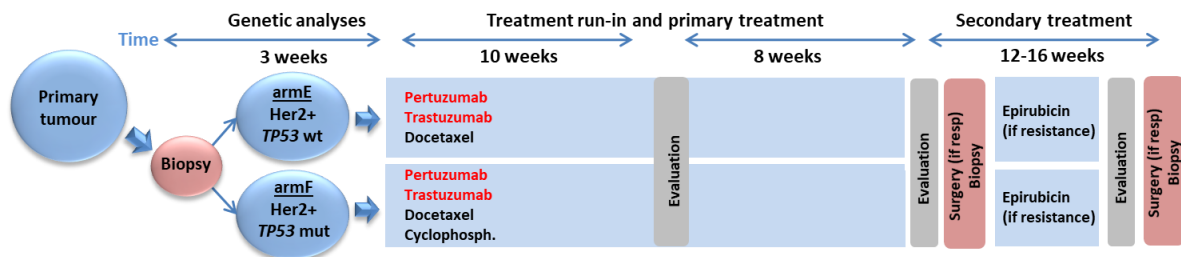 Genetic analyses
Treatment run-in and primary treatment
Secondary treatment
Time
3 weeks
10 weeks
8 weeks
12-16 weeks
Primary
tumour
Biopsy
armE
Her2+
TP53 wt
Pertuzumab
Trastuzumab
Docetaxel
armF
Her2+
TP53 mut
Pertuzumab
Trastuzumab
Docetaxel
Cyclophosph.
Evaluation
Evaluation
Surgery (if resp)
Biopsy
Epirubicin
(if resistance)
Epirubicin
(if resistance)
Evaluation
Surgery (if resp)
Biopsy